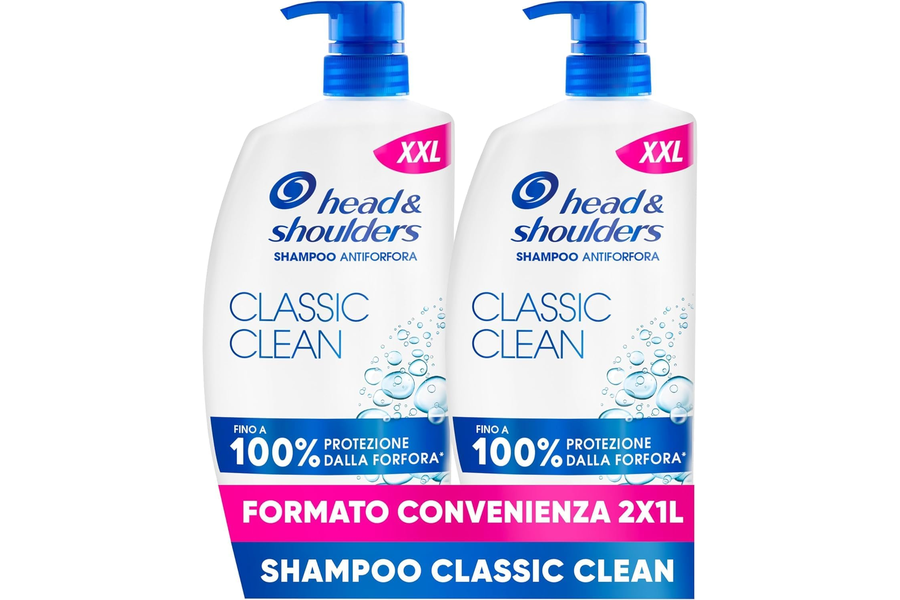 XXL
head &
shoulders
SHAMPOO ANTIFORFORA
CLASSIC
CLEAN
FINO A
100% PROTEZIONE
DALLA FORFORA*
XXL
head &
shoulders
SHAMPOO ANTIFORFORA
CLASSIC
CLEAN
FINO A
100% PROTEZIONE
DALLA FORFORA*
FORMATO CONVENIENZA 2X1L
SHAMPOO CLASSIC CLEAN